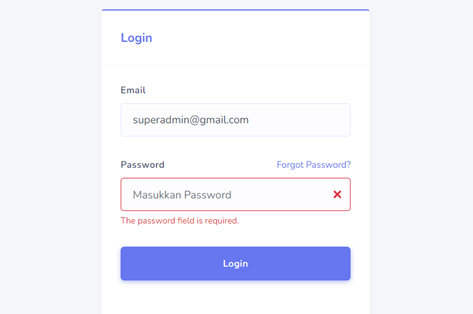 Login
Email
superadmin@gmail.com
Password Forgot Password?
Masukkan Password
The password field is required.
Login